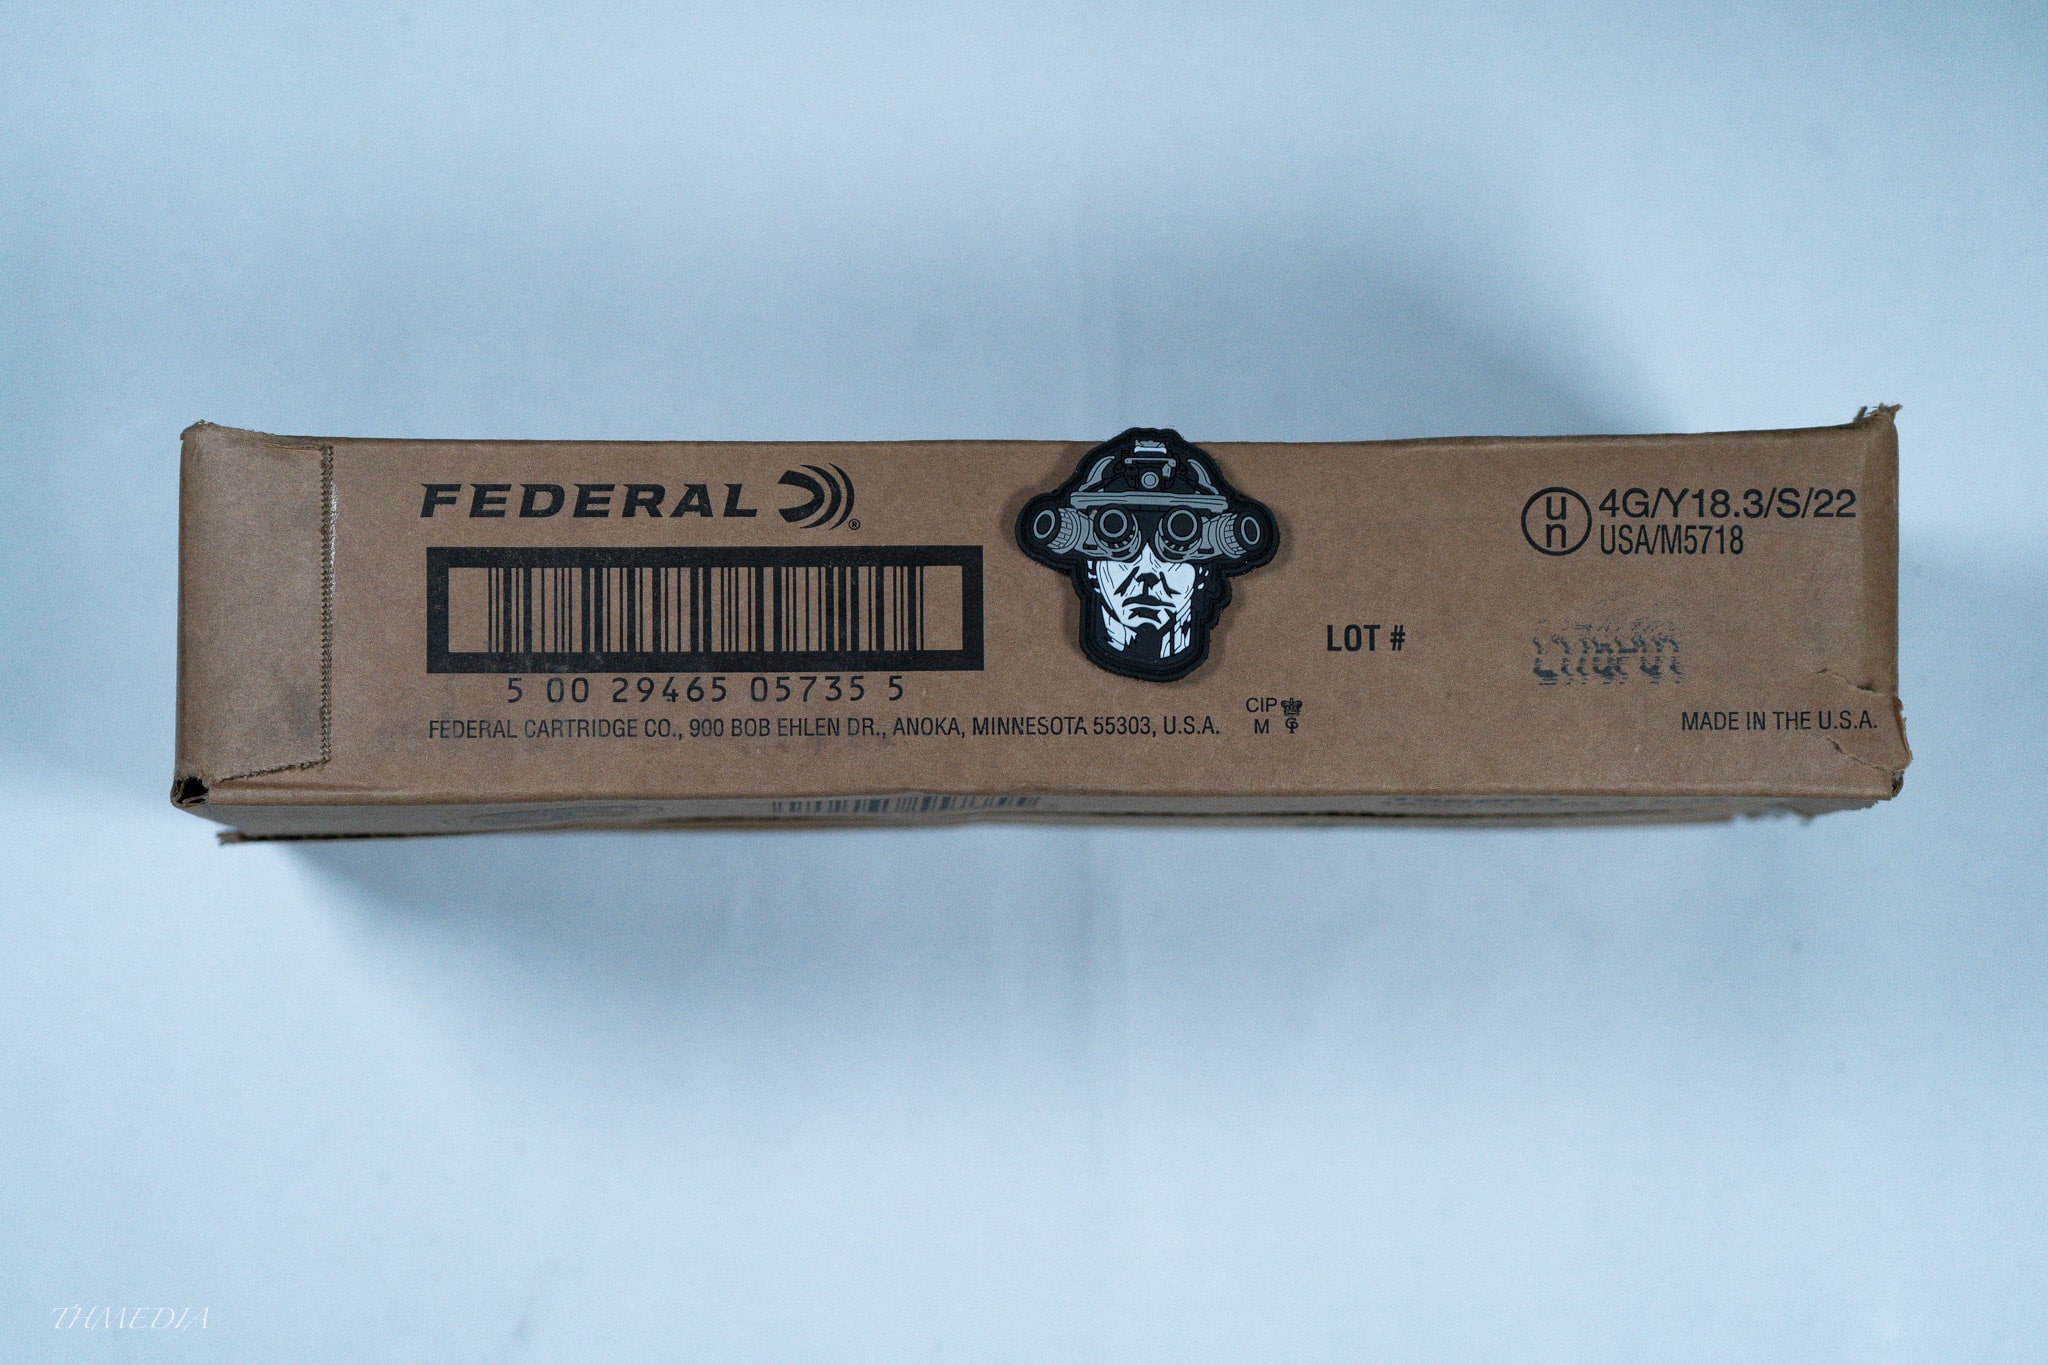 FEDERAL ®
5 00 29465 05735 5
FEDERAL CARTRIDGE CO., 900 BOB EHLEN DR., ANOKA, MINNESOTA 55303, U.S.A.
CIP
M
LOT #
un 4G/Y18.3/S/22
USA/M5718
MADE IN THE U.S.A.
THMEDIA